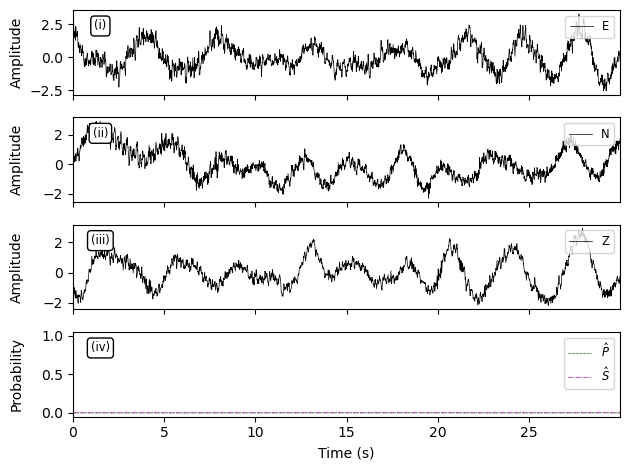 (i)
E
2.5
0.0
−2.5
Amplitude
(ii)
N
2
0
−2
Amplitude
(iii)
Z
2
0
−2
Amplitude
(iv)
P̂
Ŝ
1.0
0.5
0.0
Probability
0 5 10 15 20 25
Time (s)